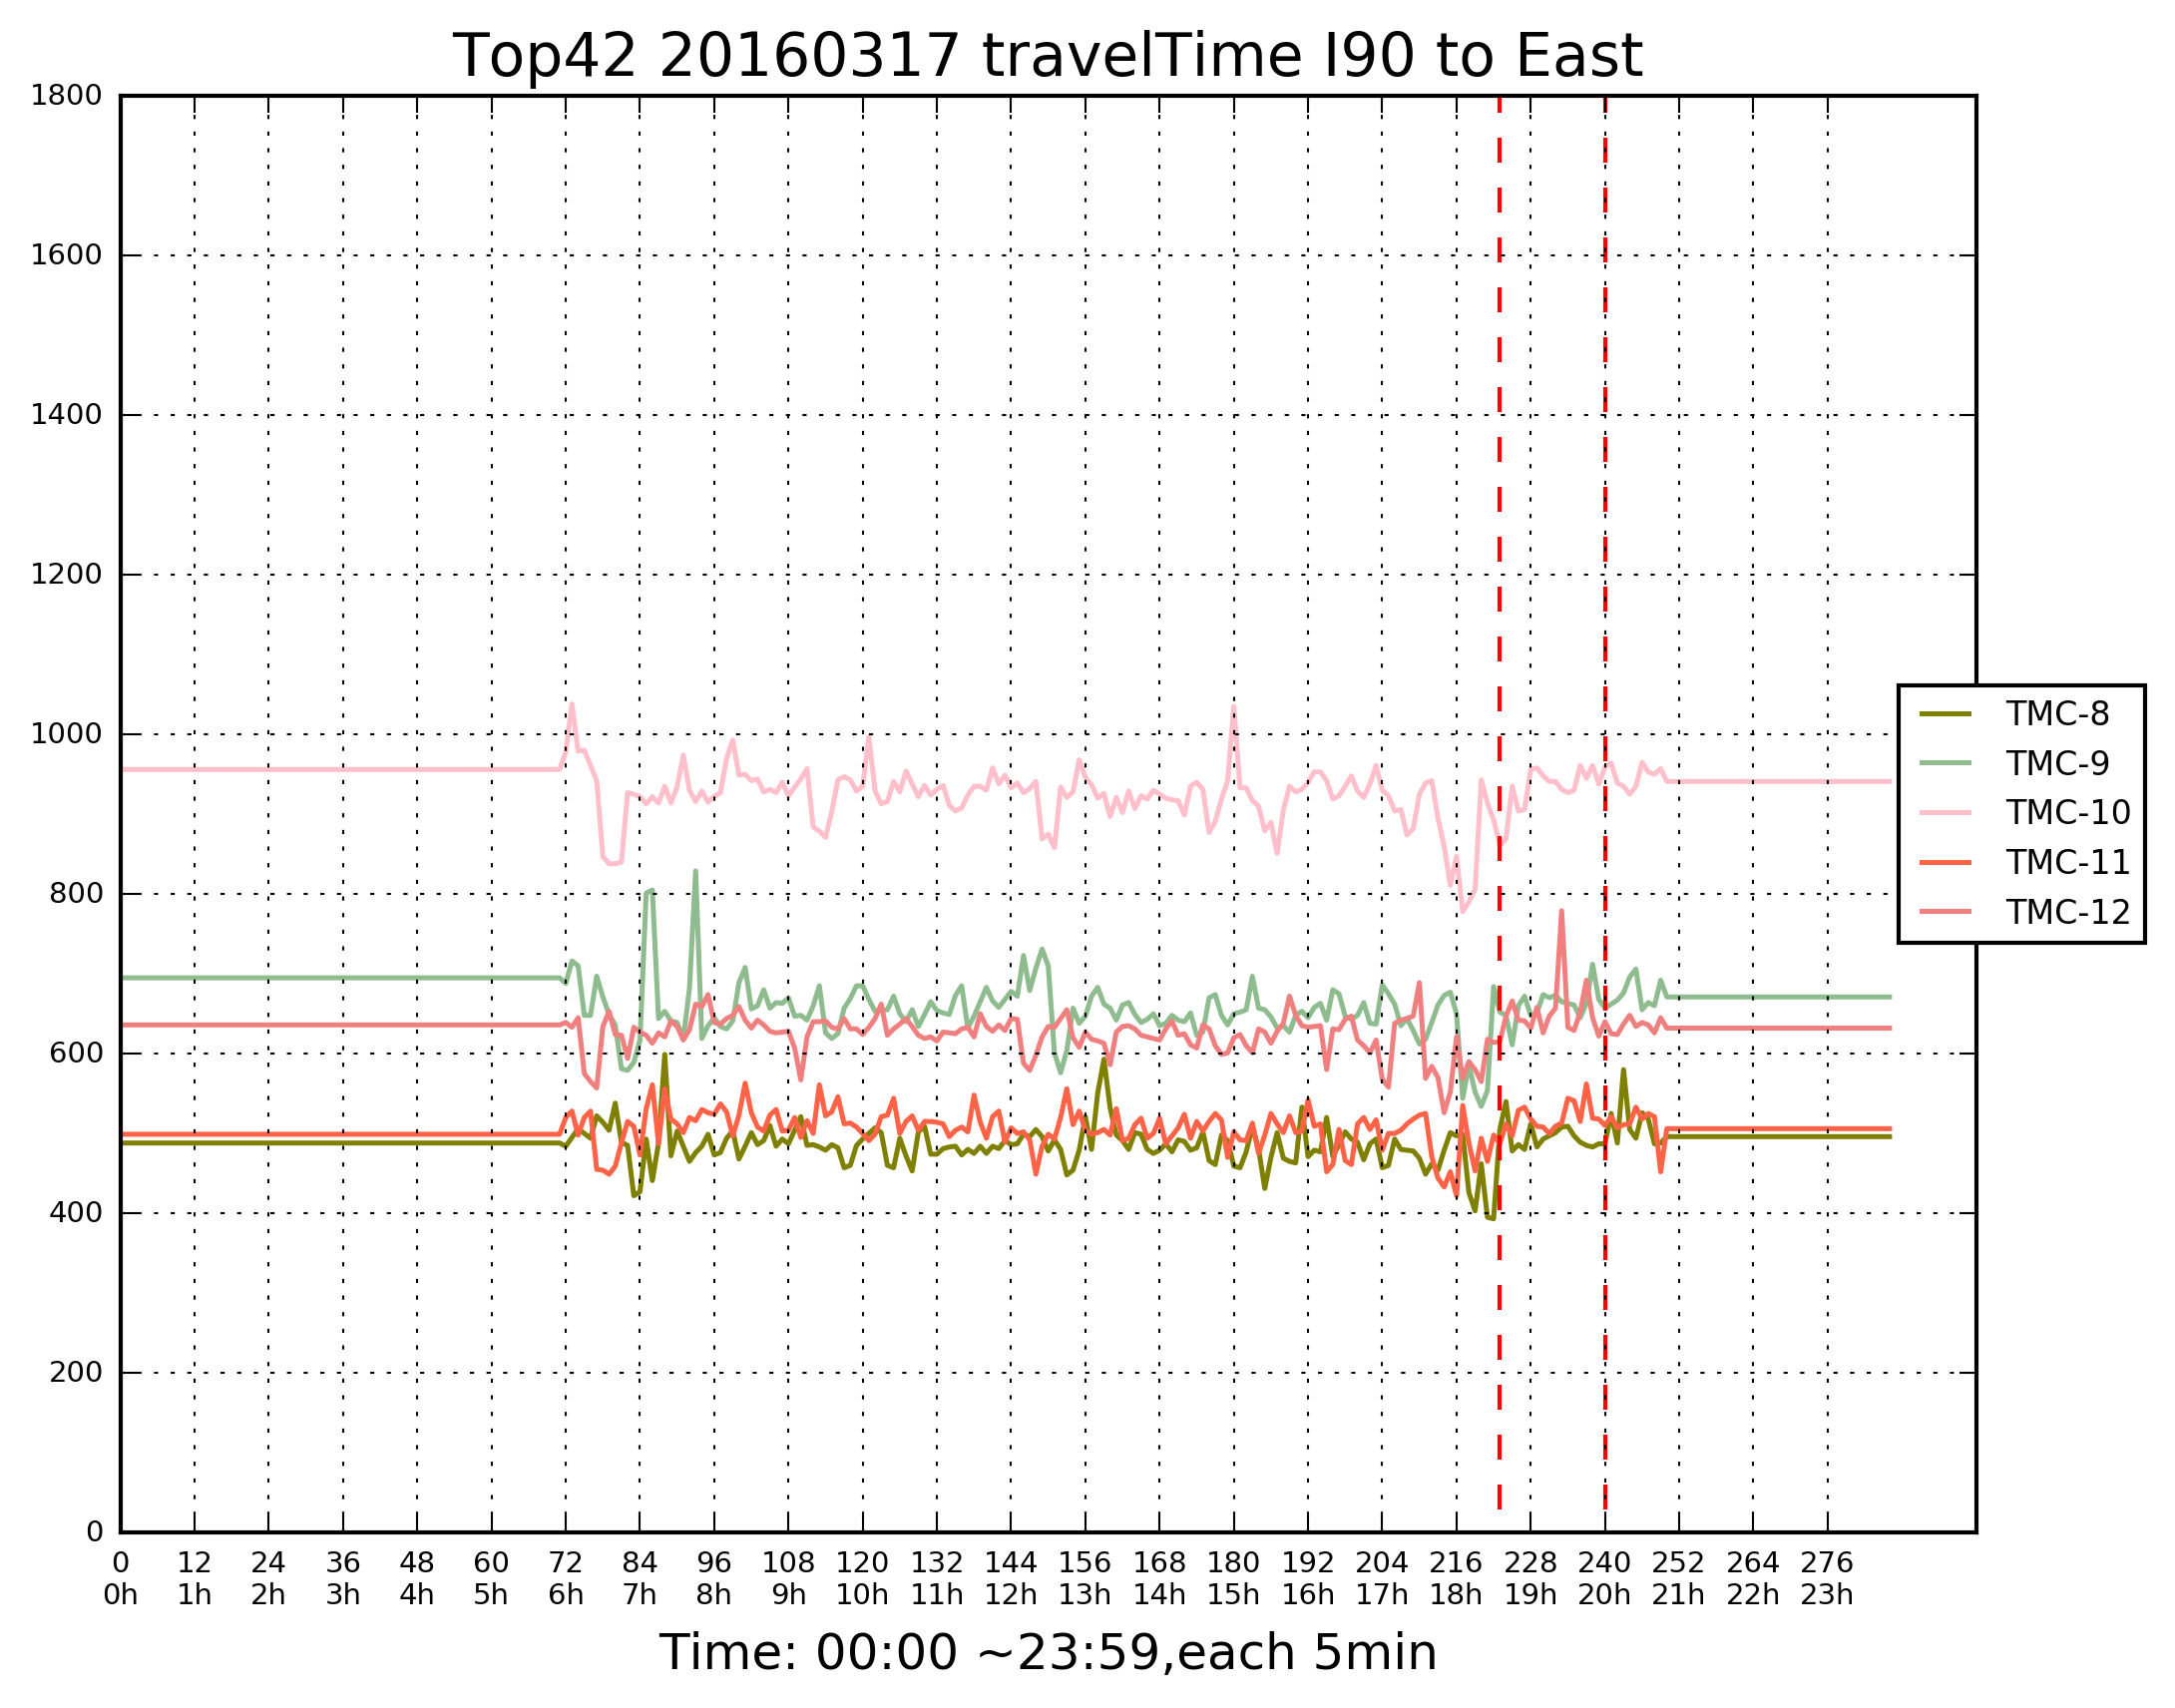 Top42 20160317 travelTime I90 to East
1800
1600
1400
1200
1000
800
600
400
200
0
TMC-8
TMC-9
TMC-10
TMC-11
TMC-12
0 12 24 36 48 60 72 84 96 108 120 132 144 156 168 180 192 204 216 228 240 252 264 276
0h 1h 2h 3h 4h 5h 6h 7h 8h 9h 10h 11h 12h 13h 14h 15h 16h 17h 18h 19h 20h 21h 22h 23h
Time: 00:00 ~23:59,each 5min